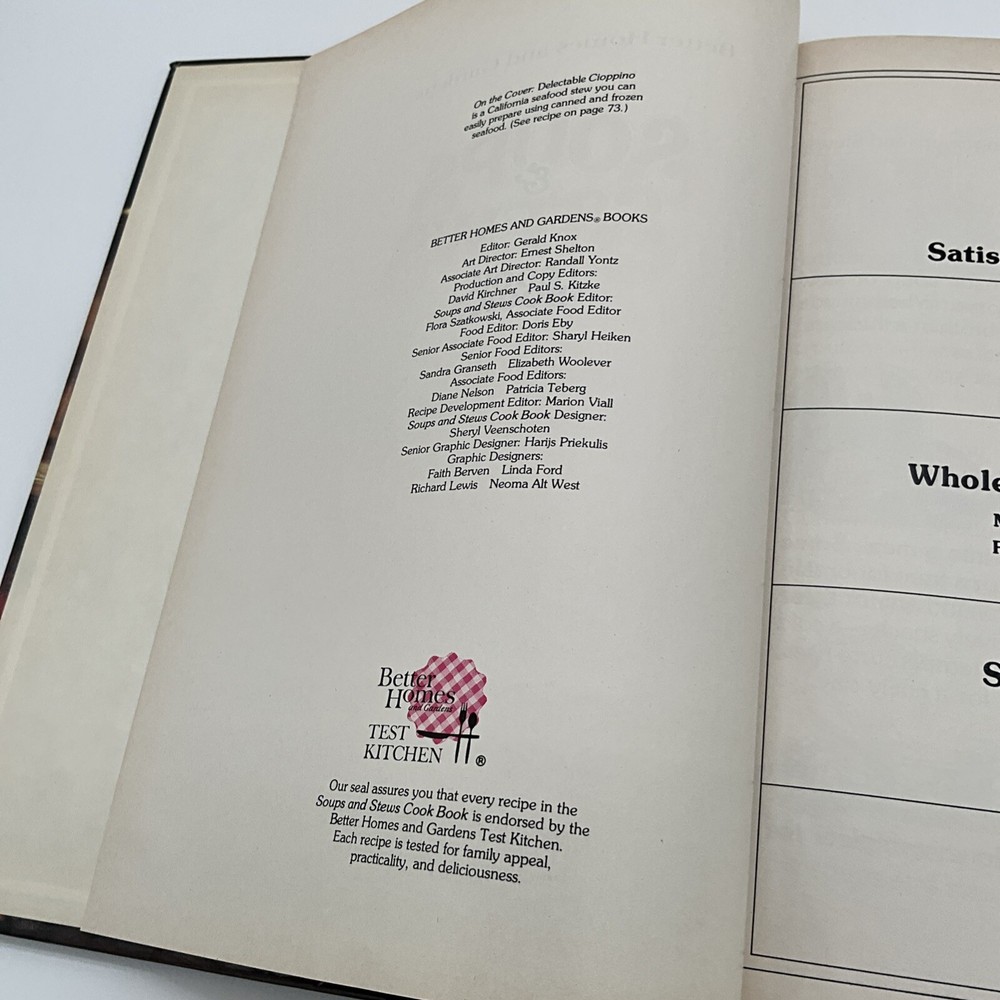 On the Cover: Delectable Cioppino
is a California seafood stew you can
easily prepare using canned and frozen
seafood. (See recipe on page 73.)
BETTER HOMES AND GARDENS® BOOKS
Editor: Gerald Knox
Art Director: Ernest Shelton
Associate Art Director: Randall Yontz
Production and Copy Editors:
David Kirchner Paul S. Kitzke
Soups and Stews Cook Book Editor:
Flora Szatkowski, Associate Food Editor
Food Editor: Doris Eby
Senior Associate Food Editor: Sharyl Heiken
Senior Food Editors:
Sandra Granseth Elizabeth Woolever
Associate Food Editors:
Diane Nelson Patricia Teberg
Recipe Development Editor: Marion Viall
Soups and Stews Cook Book Designer:
Sheryl Veenschoten
Senior Graphic Designer: Harijs Priekulis
Graphic Designers:
Faith Berven Linda Ford
Richard Lewis Neoma Alt West
Better
Homes
and Gardens
TEST
KITCHEN ®
Our seal assures you that every recipe in the
Soups and Stews Cook Book is endorsed by the
Better Homes and Gardens Test Kitchen.
Each recipe is tested for family appeal,
practicality, and deliciousness.
Satis
Whole
S